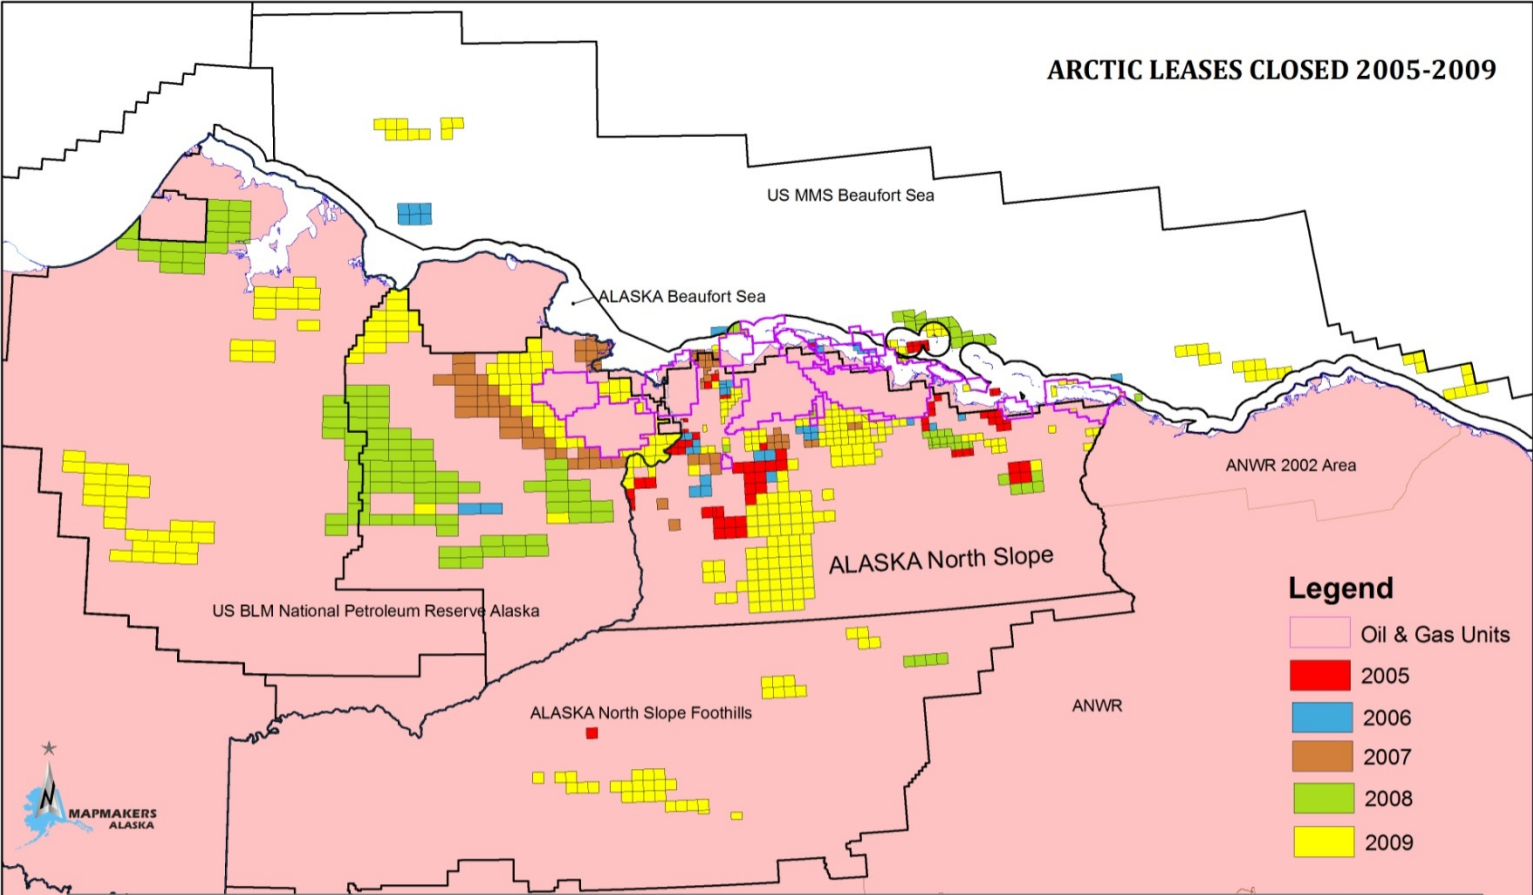 ARCTIC LEASES CLOSED 2005-2009
US MMS Beaufort Sea
ALASKA Beaufort Sea
ANWR 2002 Area
ALASKA North Slope
US BLM National Petroleum Reserve Alaska
ALASKA North Slope Foothills
ANWR
Legend
Oil & Gas Units
2005
2006
2007
2008
2009
N
MAPMAKERS
ALASKA